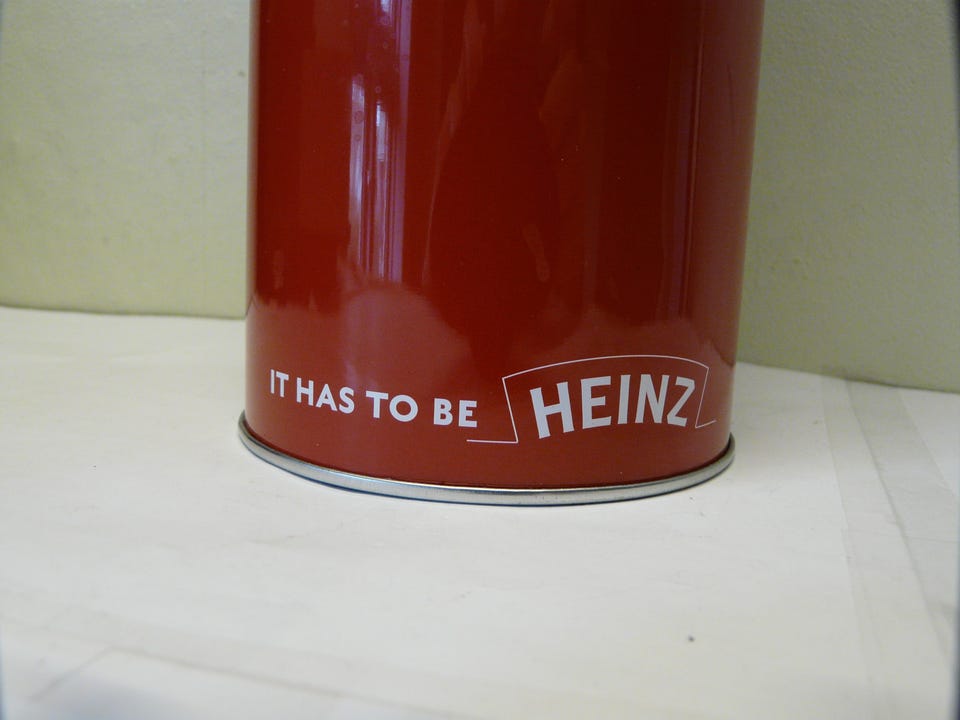 IT HAS TO BE HEINZ